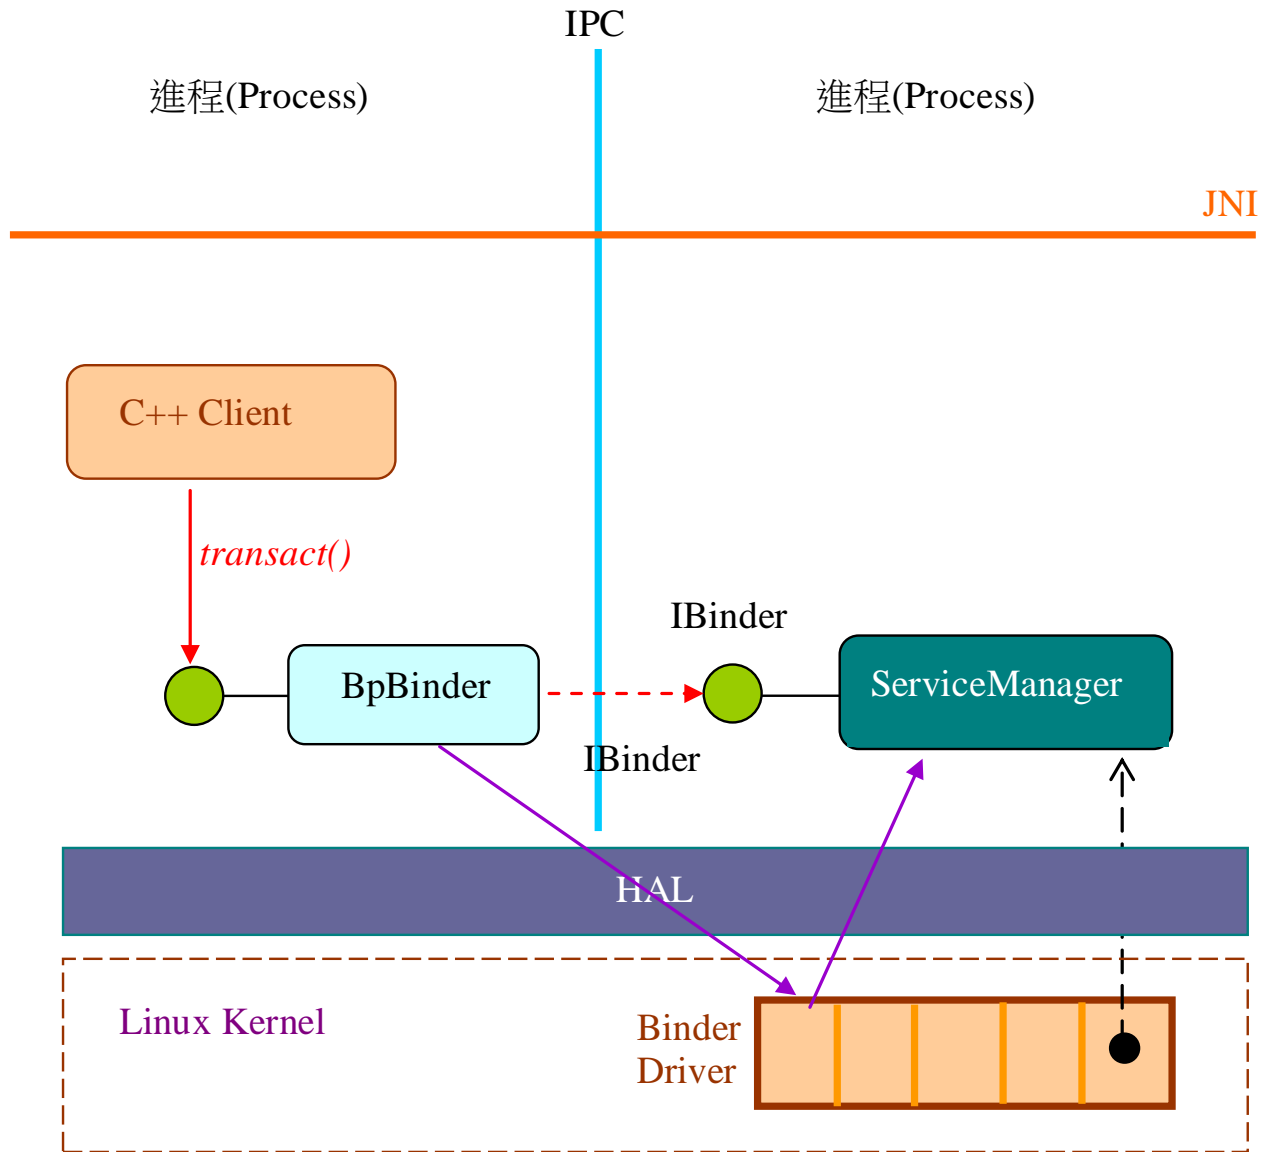 IPC
進程(Process)
進程(Process)
JNI
C++ Client
transact()
IBinder
BpBinder
ServiceManager
IBinder
HAL
Linux Kernel
Binder
Driver